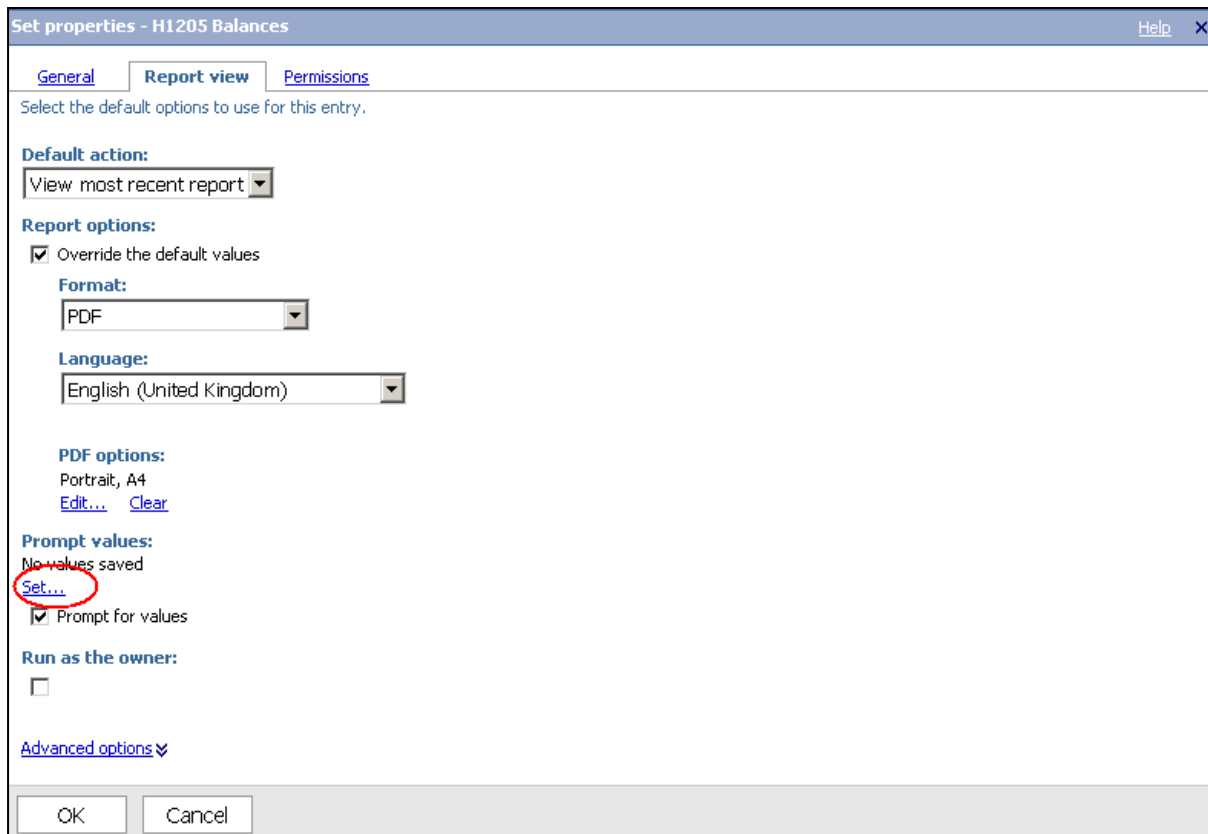 Set properties - H1205 Balances Help
General Report view Permissions
Select the default options to use for this entry.
Default action:
View most recent report
Report options:
Override the default values
Format:
PDF
Language:
English (United Kingdom)
PDF options:
Portrait, A4
Edit... Clear
Prompt values:
No values saved
Set...
Prompt for values
Run as the owner:
Advanced options
OK Cancel